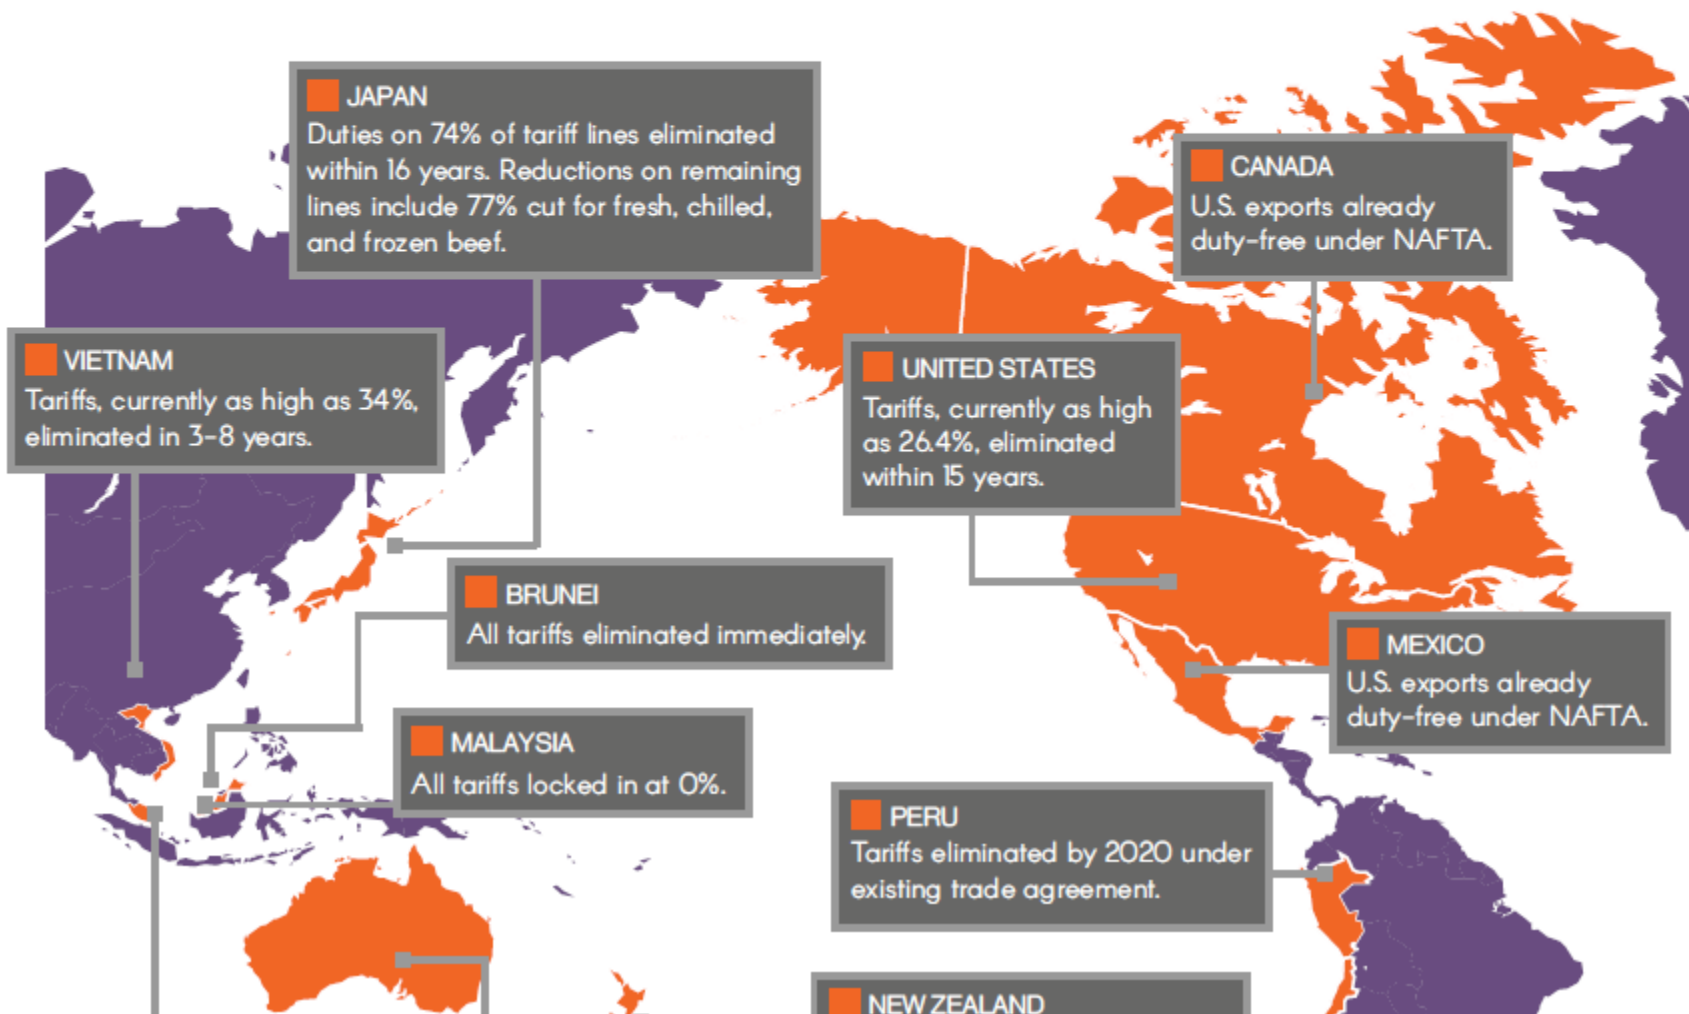 JAPAN
Duties on 74% of tariff lines eliminated
within 16 years. Reductions on remaining
lines include 77% cut for fresh, chilled,
and frozen beef.
CANADA
U.S. exports already
duty-free under NAFTA.
VIETNAM
Tariffs, currently as high as 34%,
eliminated in 3-8 years.
UNITED STATES
Tariffs, currently as high
as 26.4%, eliminated
within 15 years.
BRUNEI
All tariffs eliminated immediately.
MEXICO
U.S. exports already
duty-free under NAFTA.
MALAYSIA
All tariffs locked in at 0%.
PERU
Tariffs eliminated by 2020 under
existing trade agreement.
NEW ZEALAND